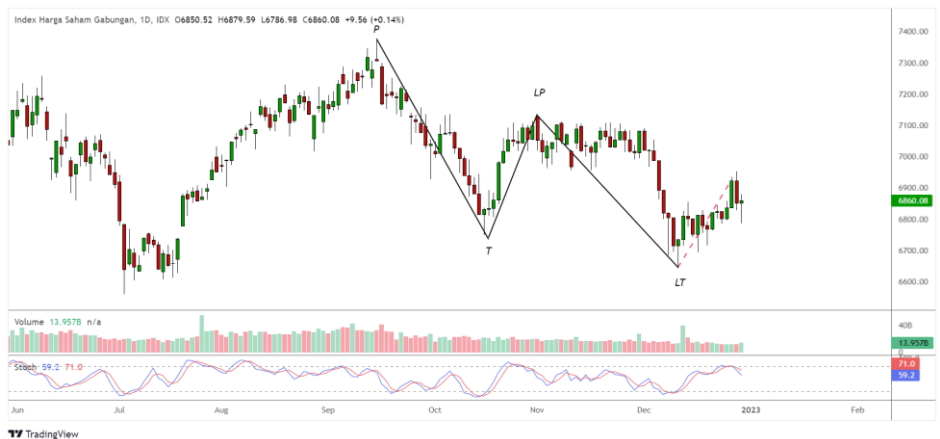 Index Harga Saham Gabungan, 1D, IDX O6850.52 H6879.59 L6786.98 C6860.08 +9.56 (+0.14%)
P
7400.00
7300.00
LP
7200.00
7100.00
7000.00
6900.00
6860.08
6800.00
T
6700.00
LT
6600.00
Volume 13.957B n/a
40B
13.957B
0
Stoch 59.2 71.0
71.0
59.2
Jun Jul Aug Sep Oct Nov Dec 2023 Feb
TradingView